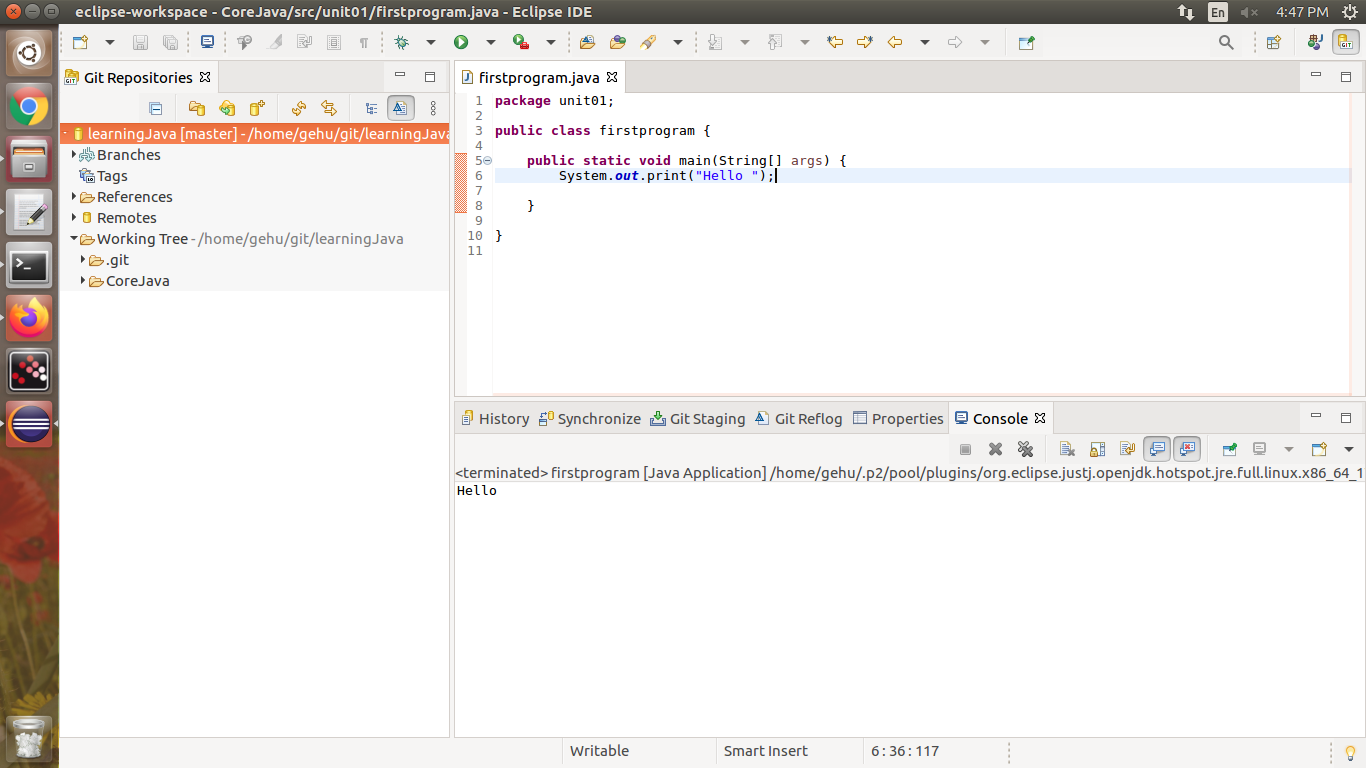 eclipse-workspace - CoreJava/src/unit01/firstprogram.java - Eclipse IDE
En
4:47 PM
Git Repositories
learningJava [master] - /home/gehu/git/learningJava
Branches
Tags
References
Remotes
Working Tree - /home/gehu/git/learningJava
.git
CoreJava
firstprogram.java
1 package unit01;
2
3 public class firstprogram {
4
5 public static void main(String[] args) {
6 System.out.print("Hello ");
7
8 }
9
10 }
11
History
Synchronize
Git Staging
Git Reflog
Properties
Console
<terminated> firstprogram [Java Application] /home/gehu/.p2/pool/plugins/org.eclipse.justj.openjdk.hotspot.jre.full.linux.x86_64_1
Hello
Writable
Smart Insert
6 : 36 : 117